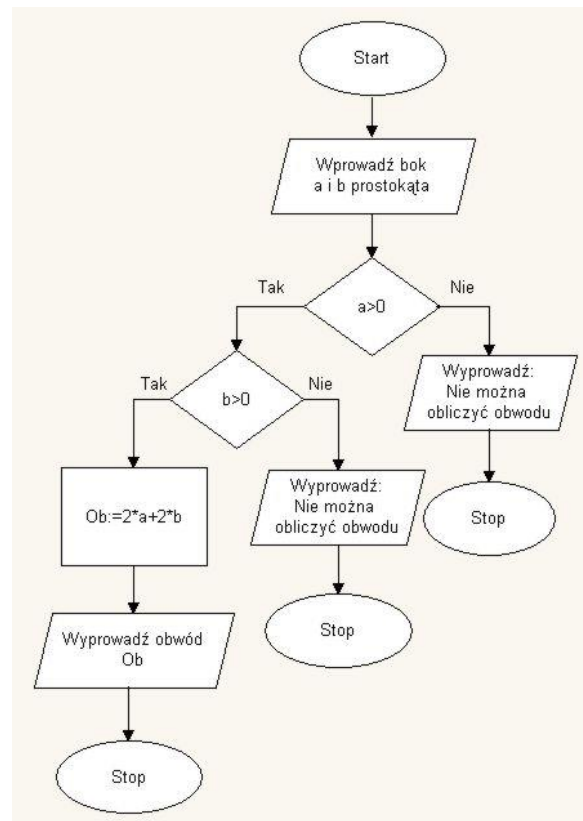 Start
Wprowadź bok
a i b prostokąta
Tak
a>0
Nie
Tak
b>0
Nie
Wyprowadź:
Nie można
obliczyć obwodu
Ob:=2*a+2*b
Wyprowadź:
Nie można
obliczyć obwodu
Stop
Wyprowadź obwód
Ob
Stop
Stop